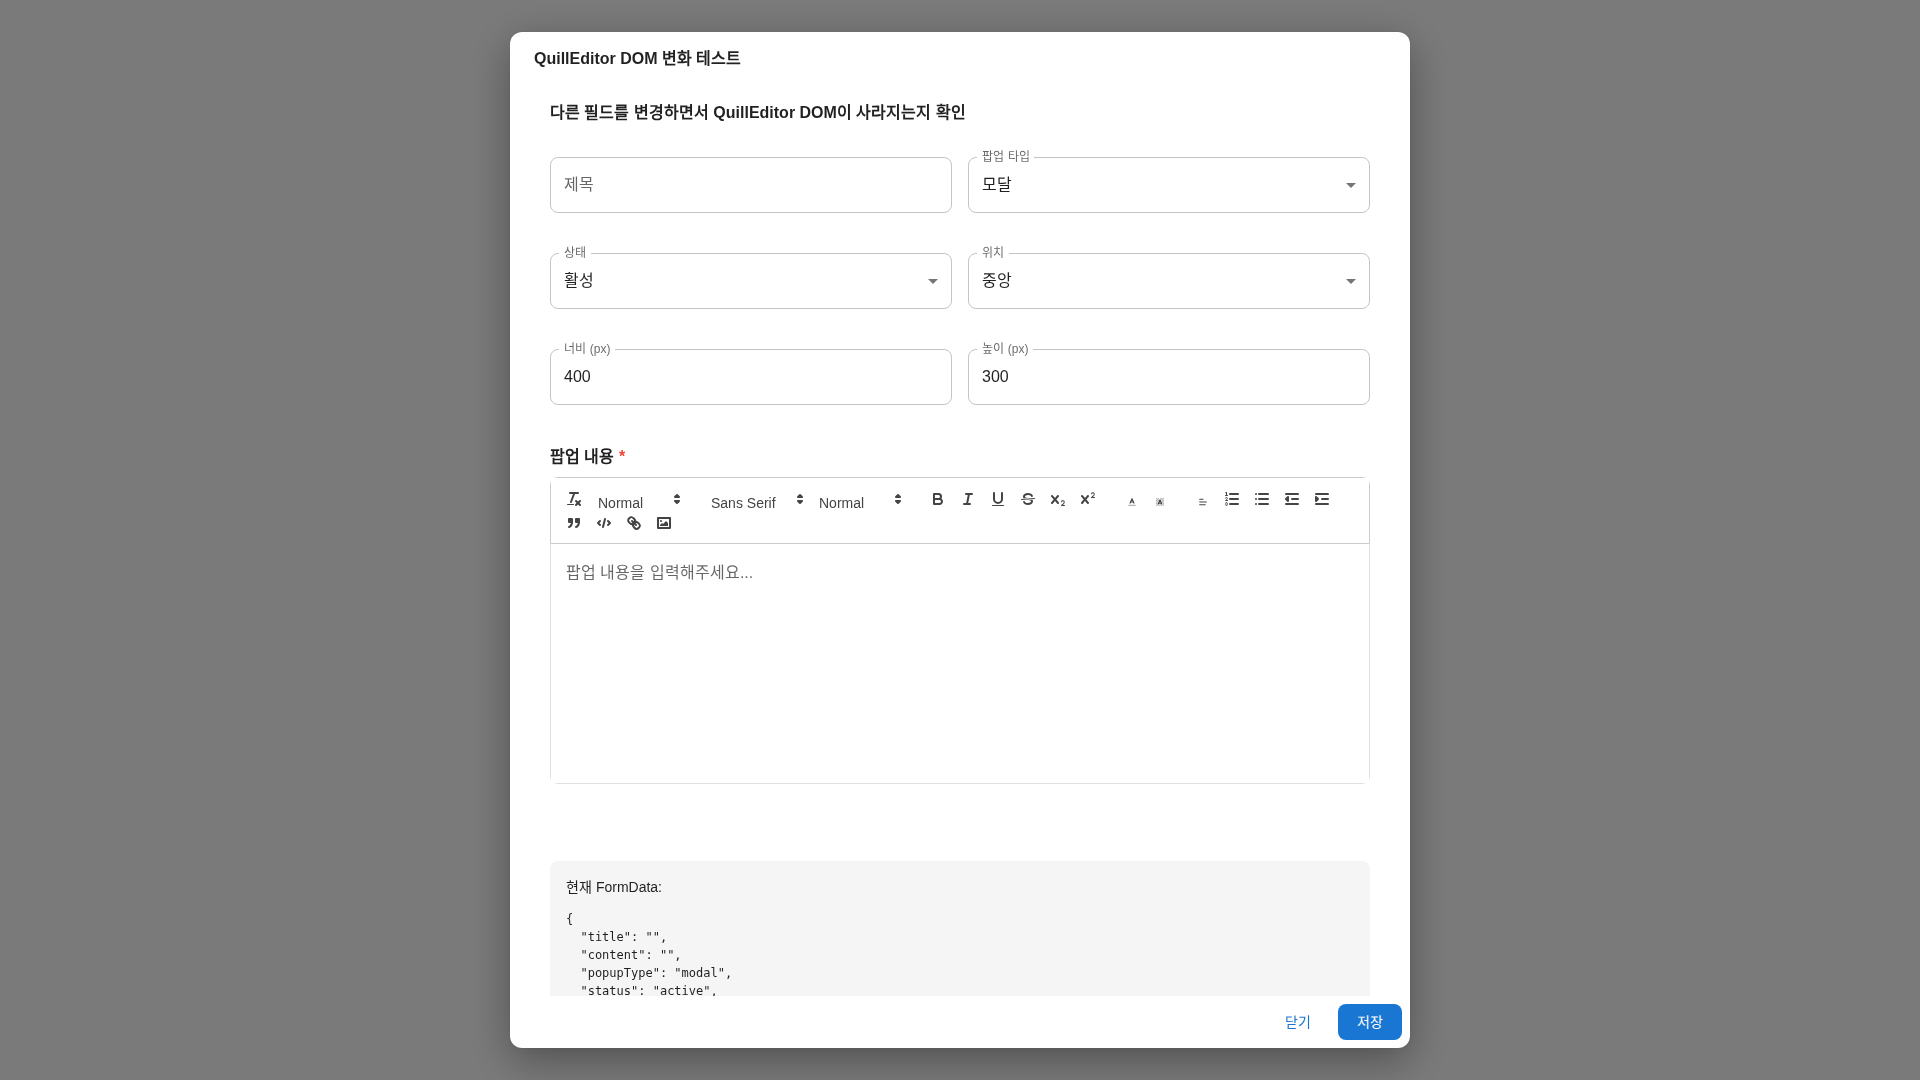 QuillEditor DOM 변화 테스트
다른 필드를 변경하면서 QuillEditor DOM이 사라지는지 확인
제목
팝업 타입
모달
상태
활성
위치
중앙
너비 (px)
400
높이 (px)
300
팝업 내용 *
Normal Sans Serif Normal
팝업 내용을 입력해주세요...
현재 FormData:
{
  "title": "",
  "content": "",
  "popupType": "modal",
  "status": "active",
닫기 저장